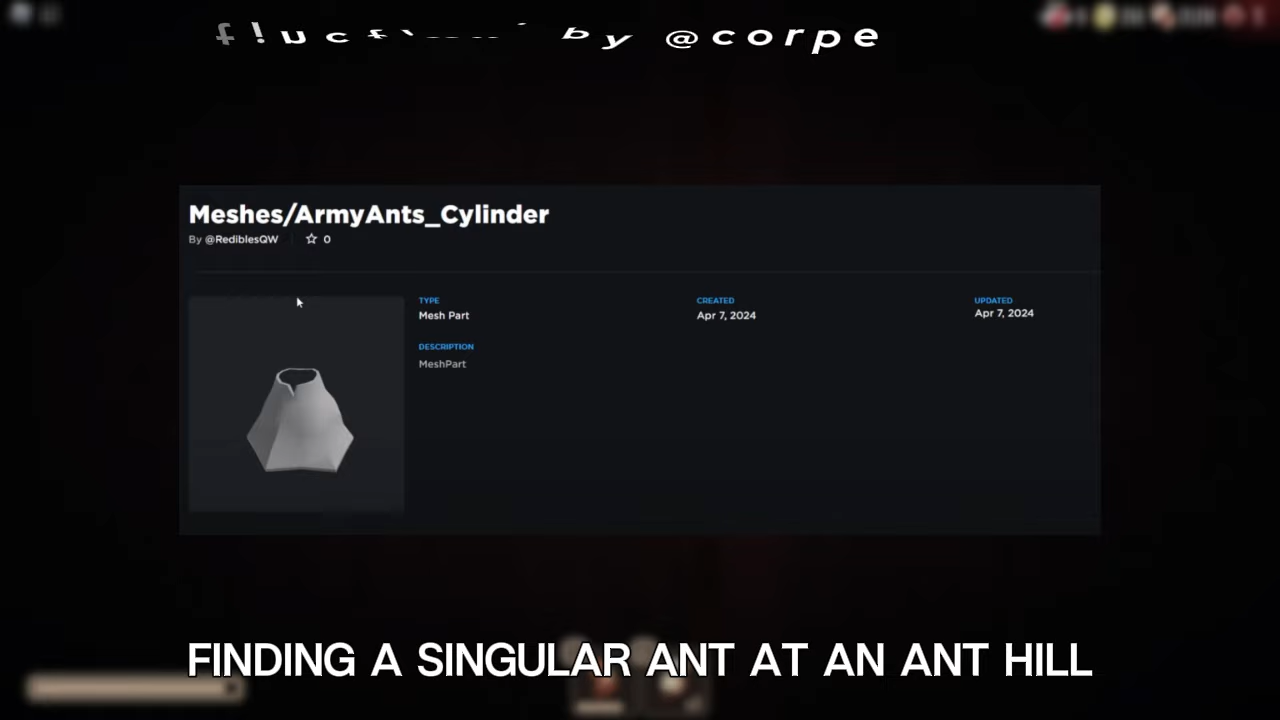 by @corpe
Meshes/ArmyAnts_Cylinder
By @RediblesQW 0
TYPE CREATED UPDATED
Mesh Part Apr 7, 2024 Apr 7, 2024
DESCRIPTION
MeshPart
FINDING A SINGULAR ANT AT AN ANT HILL